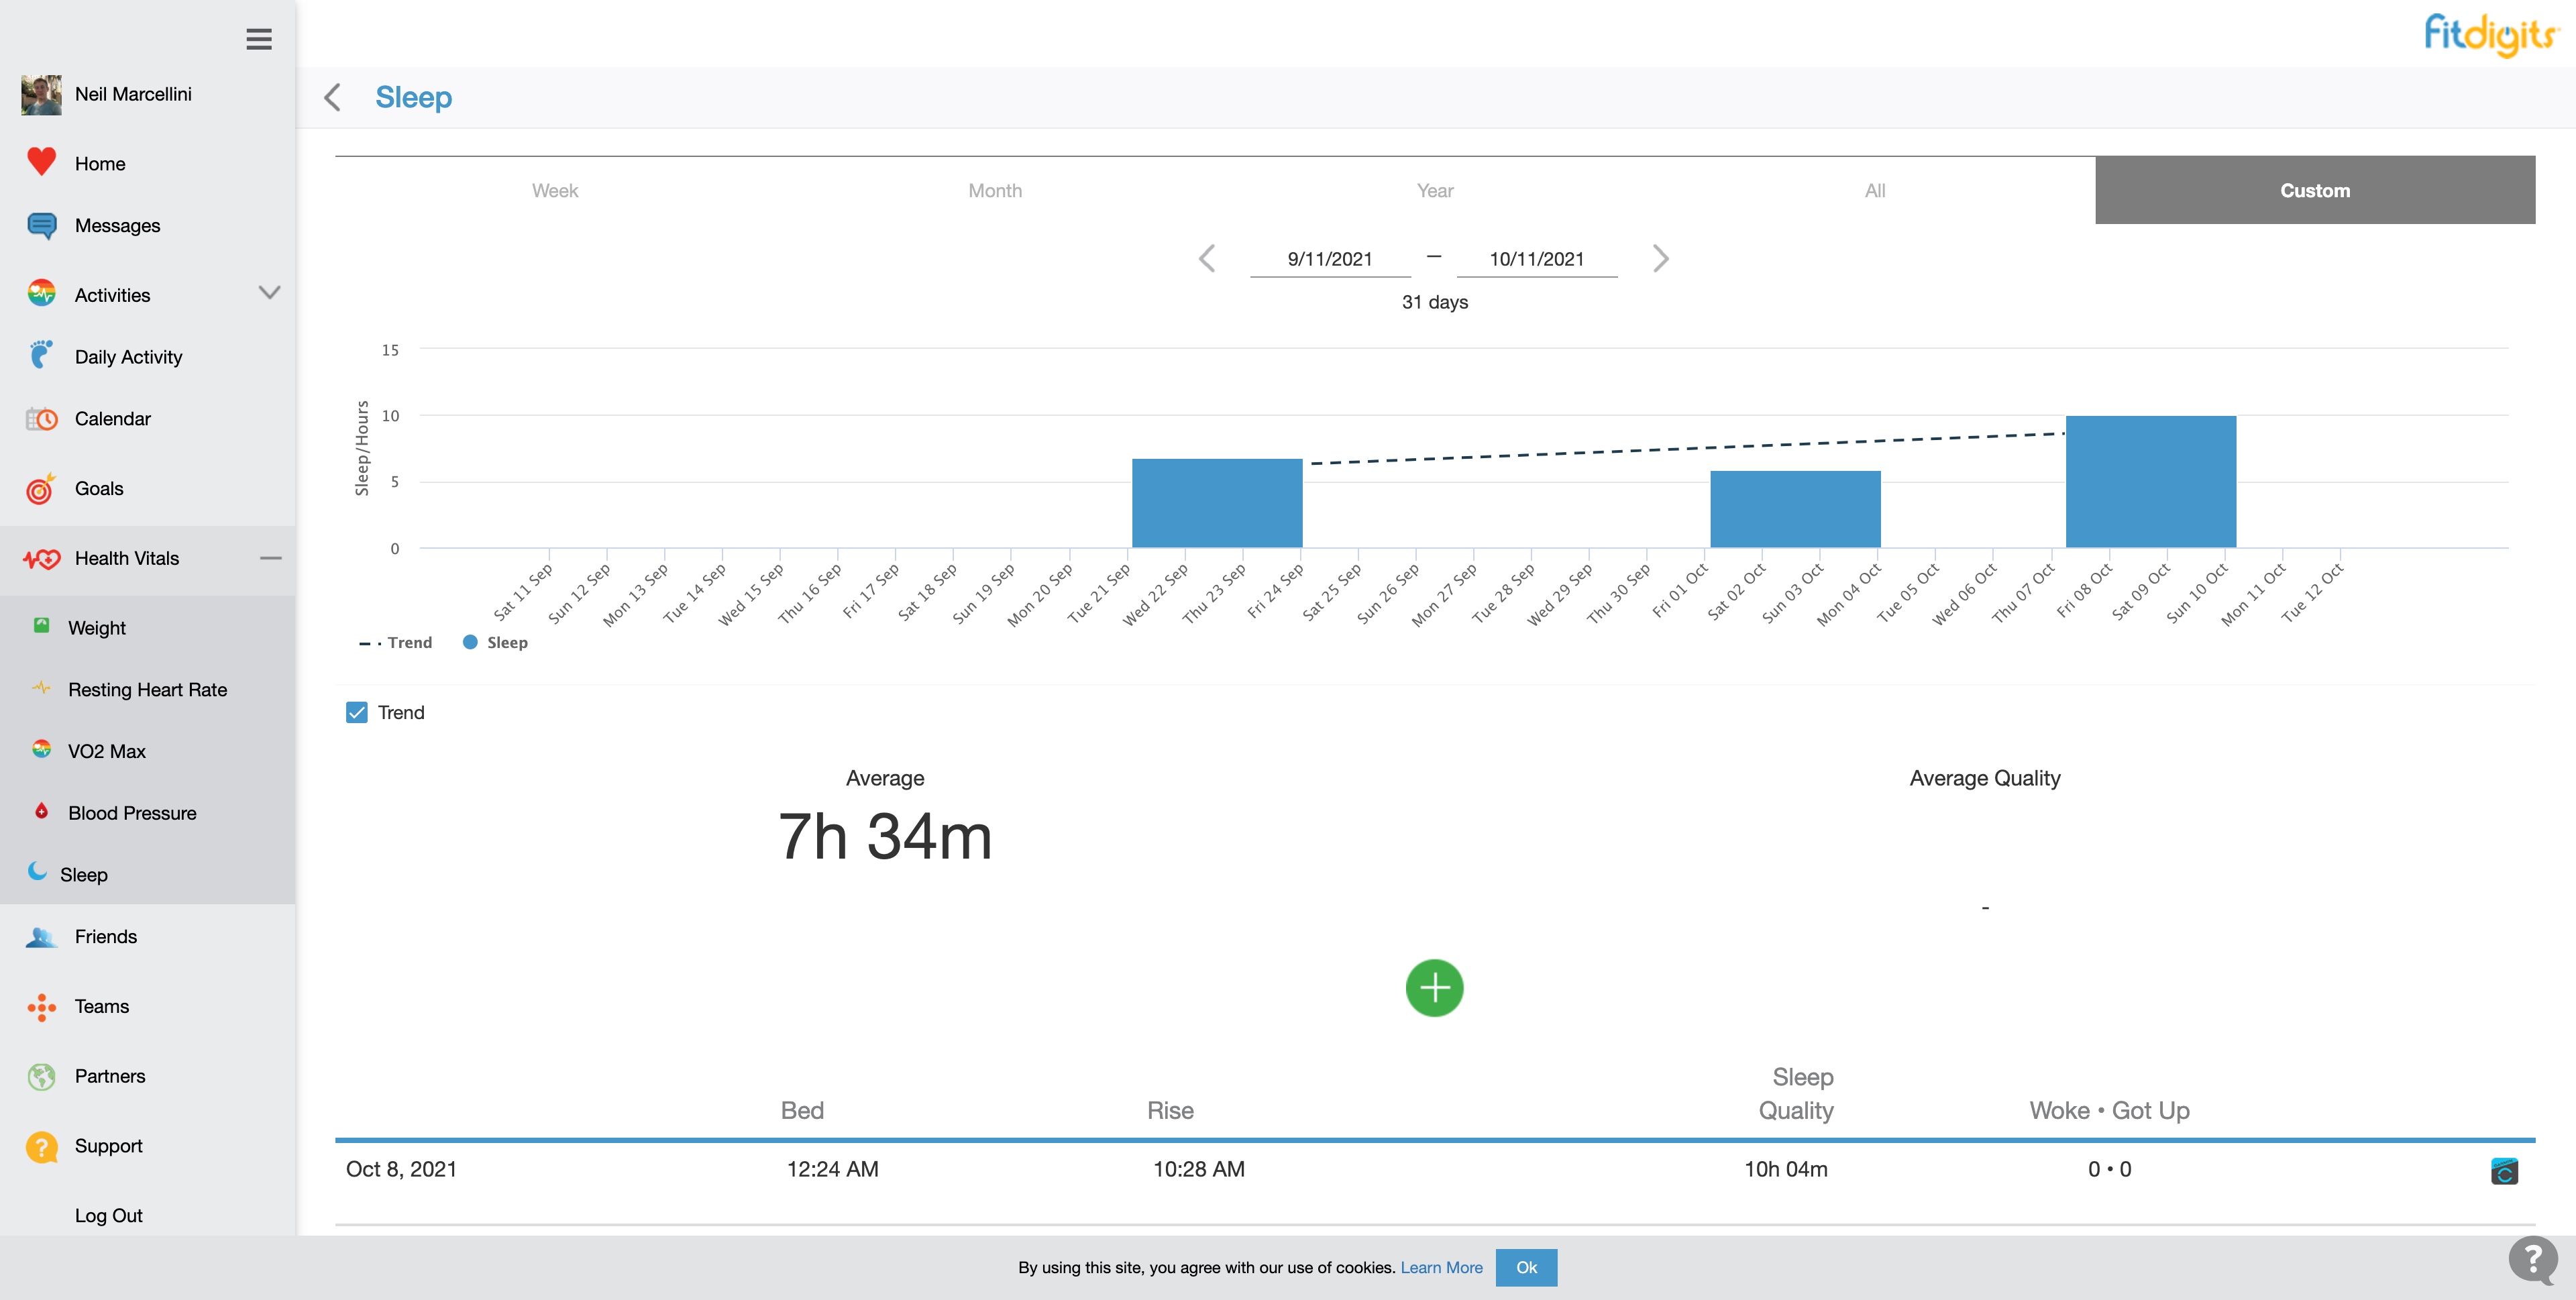 fitdigits
Neil Marcellini
Home
Messages
Activities
Daily Activity
Calendar
Goals
Health Vitals
Weight
Resting Heart Rate
VO2 Max
Blood Pressure
Sleep
Friends
Teams
Partners
Support
Log Out
Sleep
Week Month Year All Custom
9/11/2021 – 10/11/2021
31 days
Sleep/Hours
15
10
5
0
Sat 11 Sep
Sun 12 Sep
Mon 13 Sep
Tue 14 Sep
Wed 15 Sep
Thu 16 Sep
Fri 17 Sep
Sat 18 Sep
Sun 19 Sep
Mon 20 Sep
Tue 21 Sep
Wed 22 Sep
Thu 23 Sep
Fri 24 Sep
Sat 25 Sep
Sun 26 Sep
Mon 27 Sep
Tue 28 Sep
Wed 29 Sep
Thu 30 Sep
Fri 01 Oct
Sat 02 Oct
Sun 03 Oct
Mon 04 Oct
Tue 05 Oct
Wed 06 Oct
Thu 07 Oct
Fri 08 Oct
Sat 09 Oct
Sun 10 Oct
Mon 11 Oct
Tue 12 Oct
Trend Sleep
Trend
Average
7h 34m
Average Quality
-
Bed Rise Sleep Quality Woke • Got Up
Oct 8, 2021 12:24 AM 10:28 AM 10h 04m 0 • 0
By using this site, you agree with our use of cookies. Learn More Ok
?